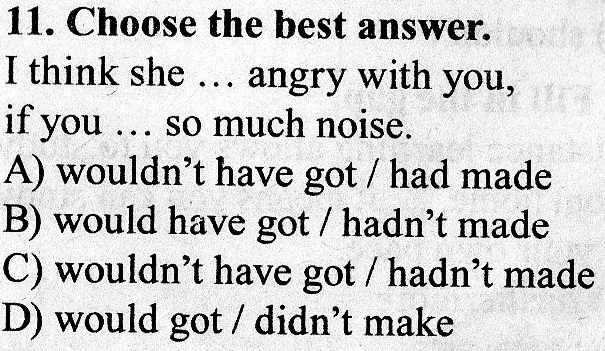 11. Choose the best answer.
I think she ... angry with you,
if you ... so much noise.
A) wouldn't have got / had made
B) would have got / hadn't made
C) wouldn't have got / hadn't made
D) would got / didn't make